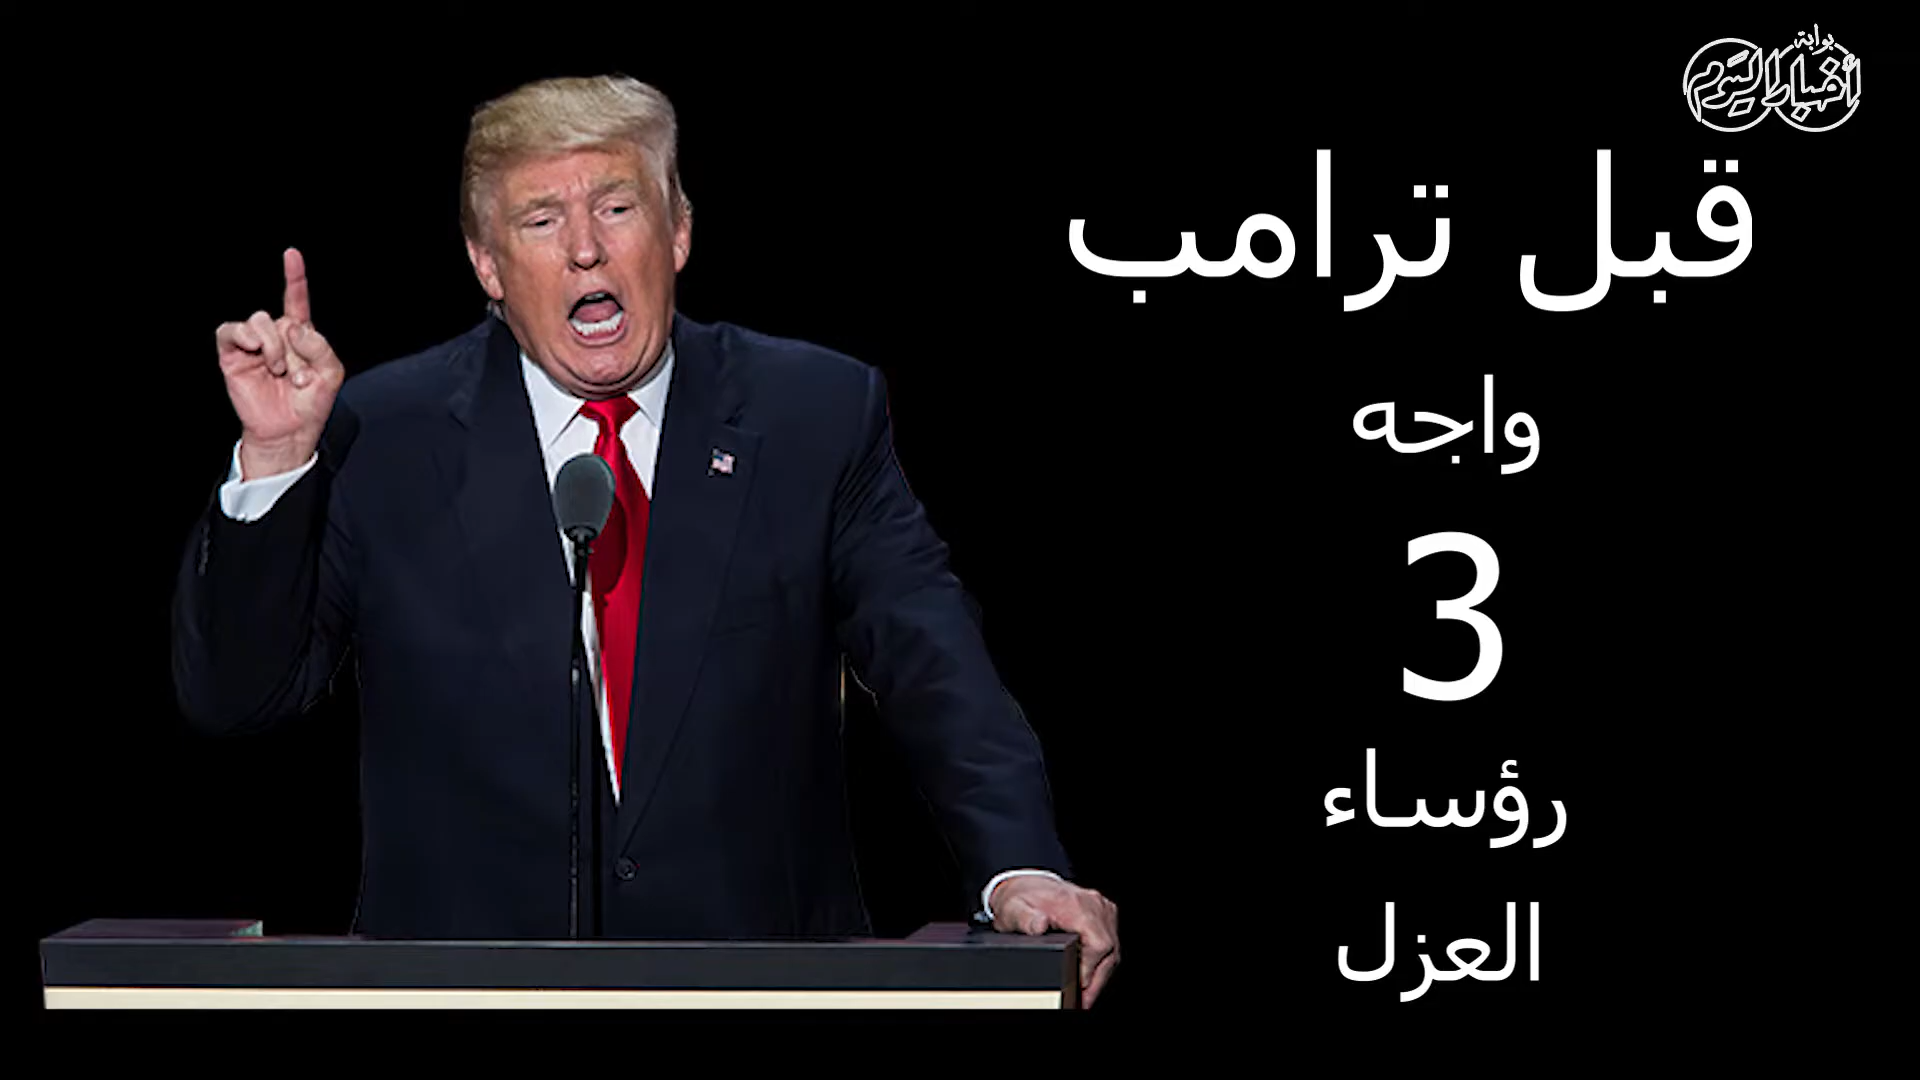 بوابة
أخبار اليوم
قبل ترامب
واجه
3
رؤساء
العزل